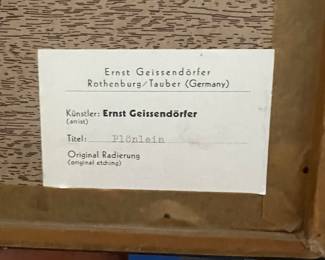 Ernst Geissendörfer
Rothenburg/Tauber (Germany)
Künstler: Ernst Geissendörfer
(artist)
Titel: Plönlein
Original Radierung
(original etching)